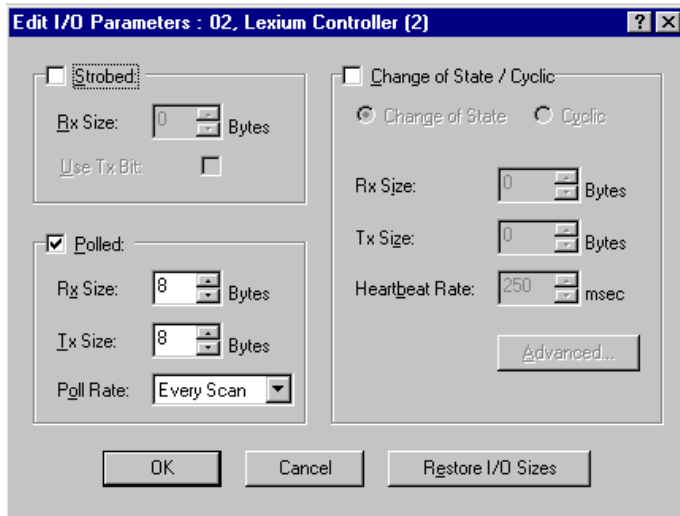 Edit I/O Parameters : 02, Lexium Controller (2)
Strobed:
Rx Size: 0 Bytes
Use Tx Bit:
Polled:
Rx Size: 8 Bytes
Tx Size: 8 Bytes
Poll Rate: Every Scan
Change of State / Cyclic
Change of State Cyclic
Rx Size: 0 Bytes
Tx Size: 0 Bytes
Heartbeat Rate: 250 msec
Advanced...
OK Cancel Restore I/O Sizes